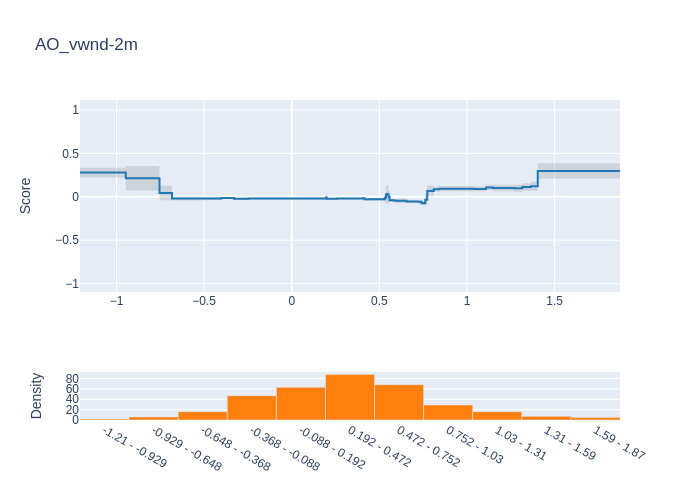 AO_vwnd-2m
Score
1
0.5
0
−0.5
−1
−1
−0.5
0
0.5
1
1.5
Density
80
60
40
20
0
-1.21 - -0.929
-0.929 - -0.648
-0.648 - -0.368
-0.368 - -0.088
-0.088 - 0.192
0.192 - 0.472
0.472 - 0.752
0.752 - 1.03
1.03 - 1.31
1.31 - 1.59
1.59 - 1.87